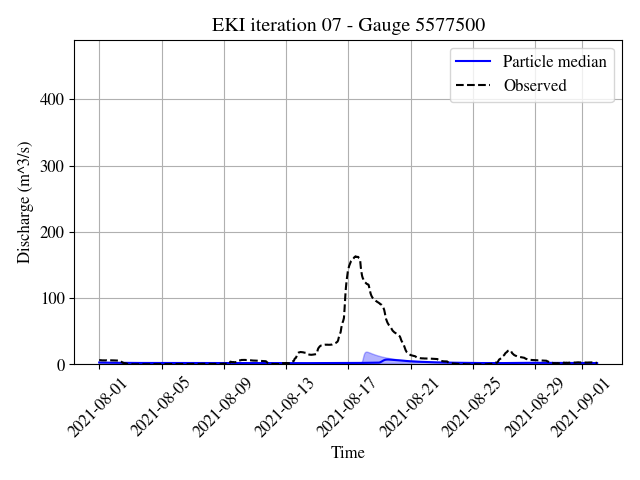 EKI iteration 07 - Gauge 5577500
Particle median
Observed
Discharge (m^3/s)
400
300
200
100
0
2021-08-01
2021-08-05
2021-08-09
2021-08-13
2021-08-17
2021-08-21
2021-08-25
2021-08-29
2021-09-01
Time